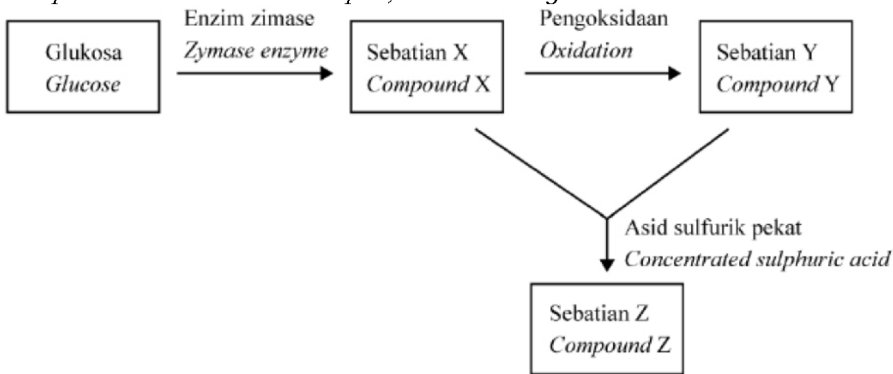 Glukosa
Glucose
Enzim zimase
Zymase enzyme
Sebatian X
Compound X
Pengoksidaan
Oxidation
Sebatian Y
Compound Y
Asid sulfurik pekat
Concentrated sulphuric acid
Sebatian Z
Compound Z